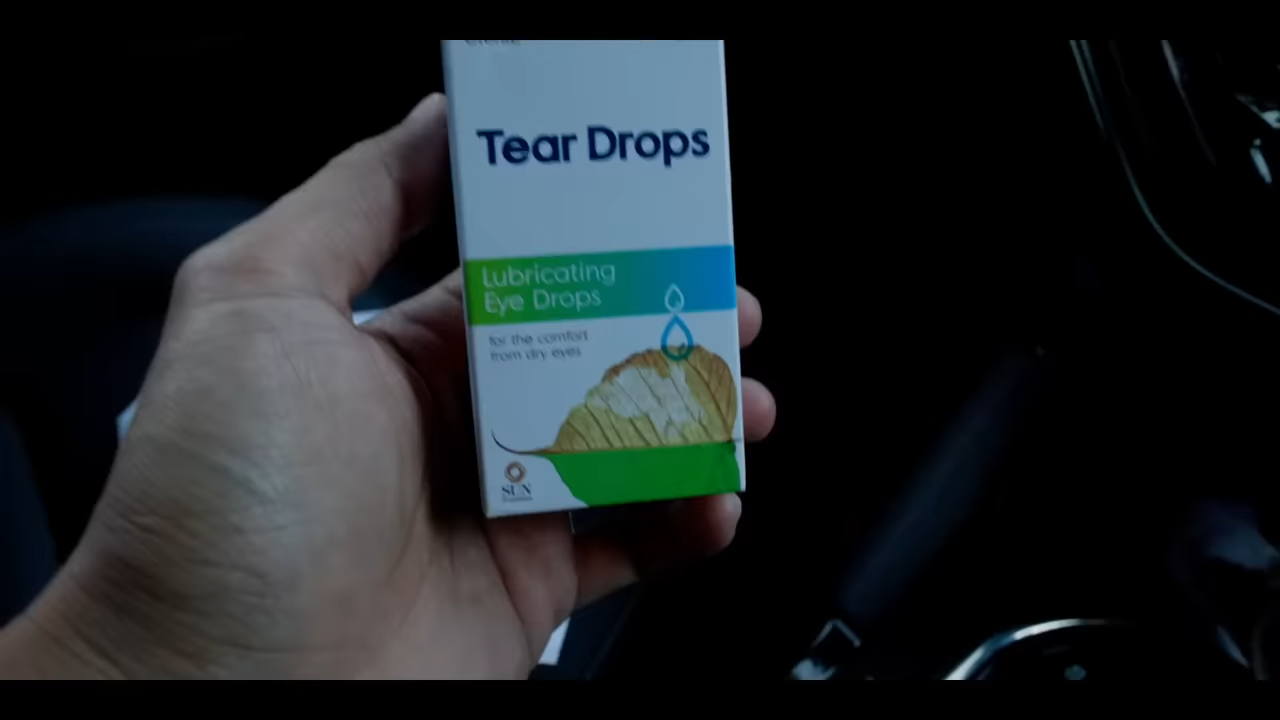 Tear Drops
Lubricating
Eye Drops
for the comfort
from dry eyes
SUN